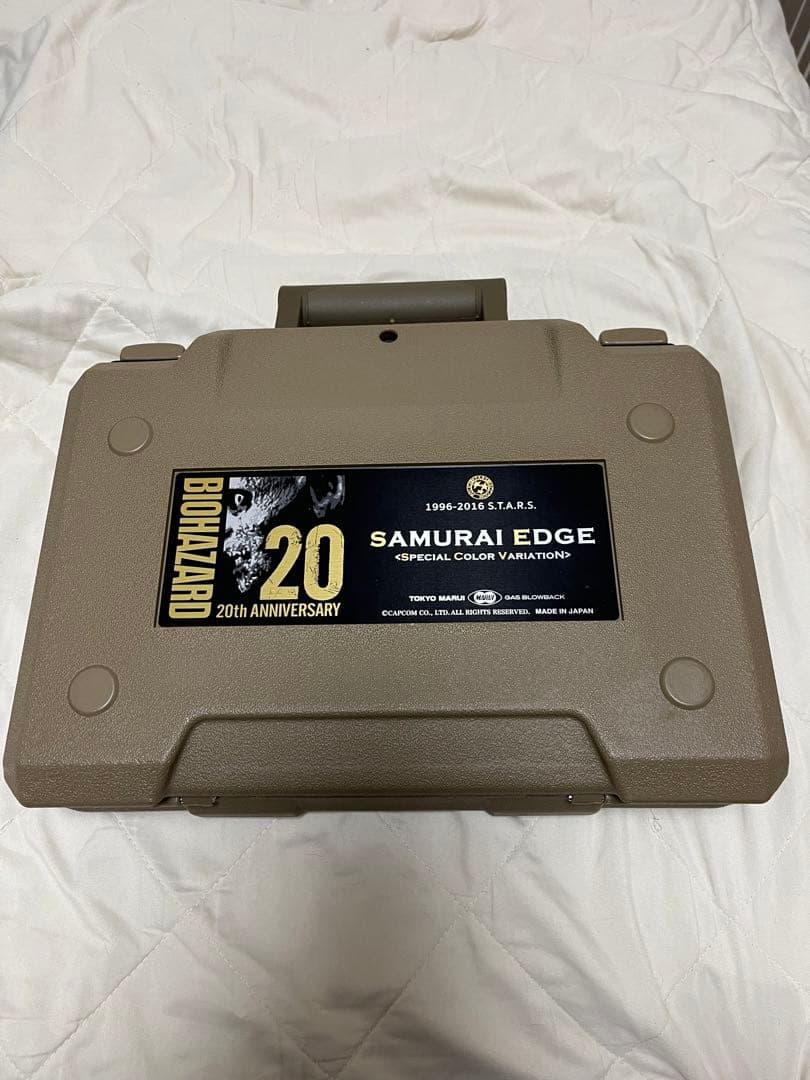 BIOHAZARD
20
20th ANNIVERSARY
1996-2016 S.T.A.R.S.
SAMURAI EDGE
<SPECIAL COLOR VARIATION>
TOKYO MARUI MARUI GAS BLOWBACK
©CAPCOM CO., LTD. ALL RIGHTS RESERVED. MADE IN JAPAN